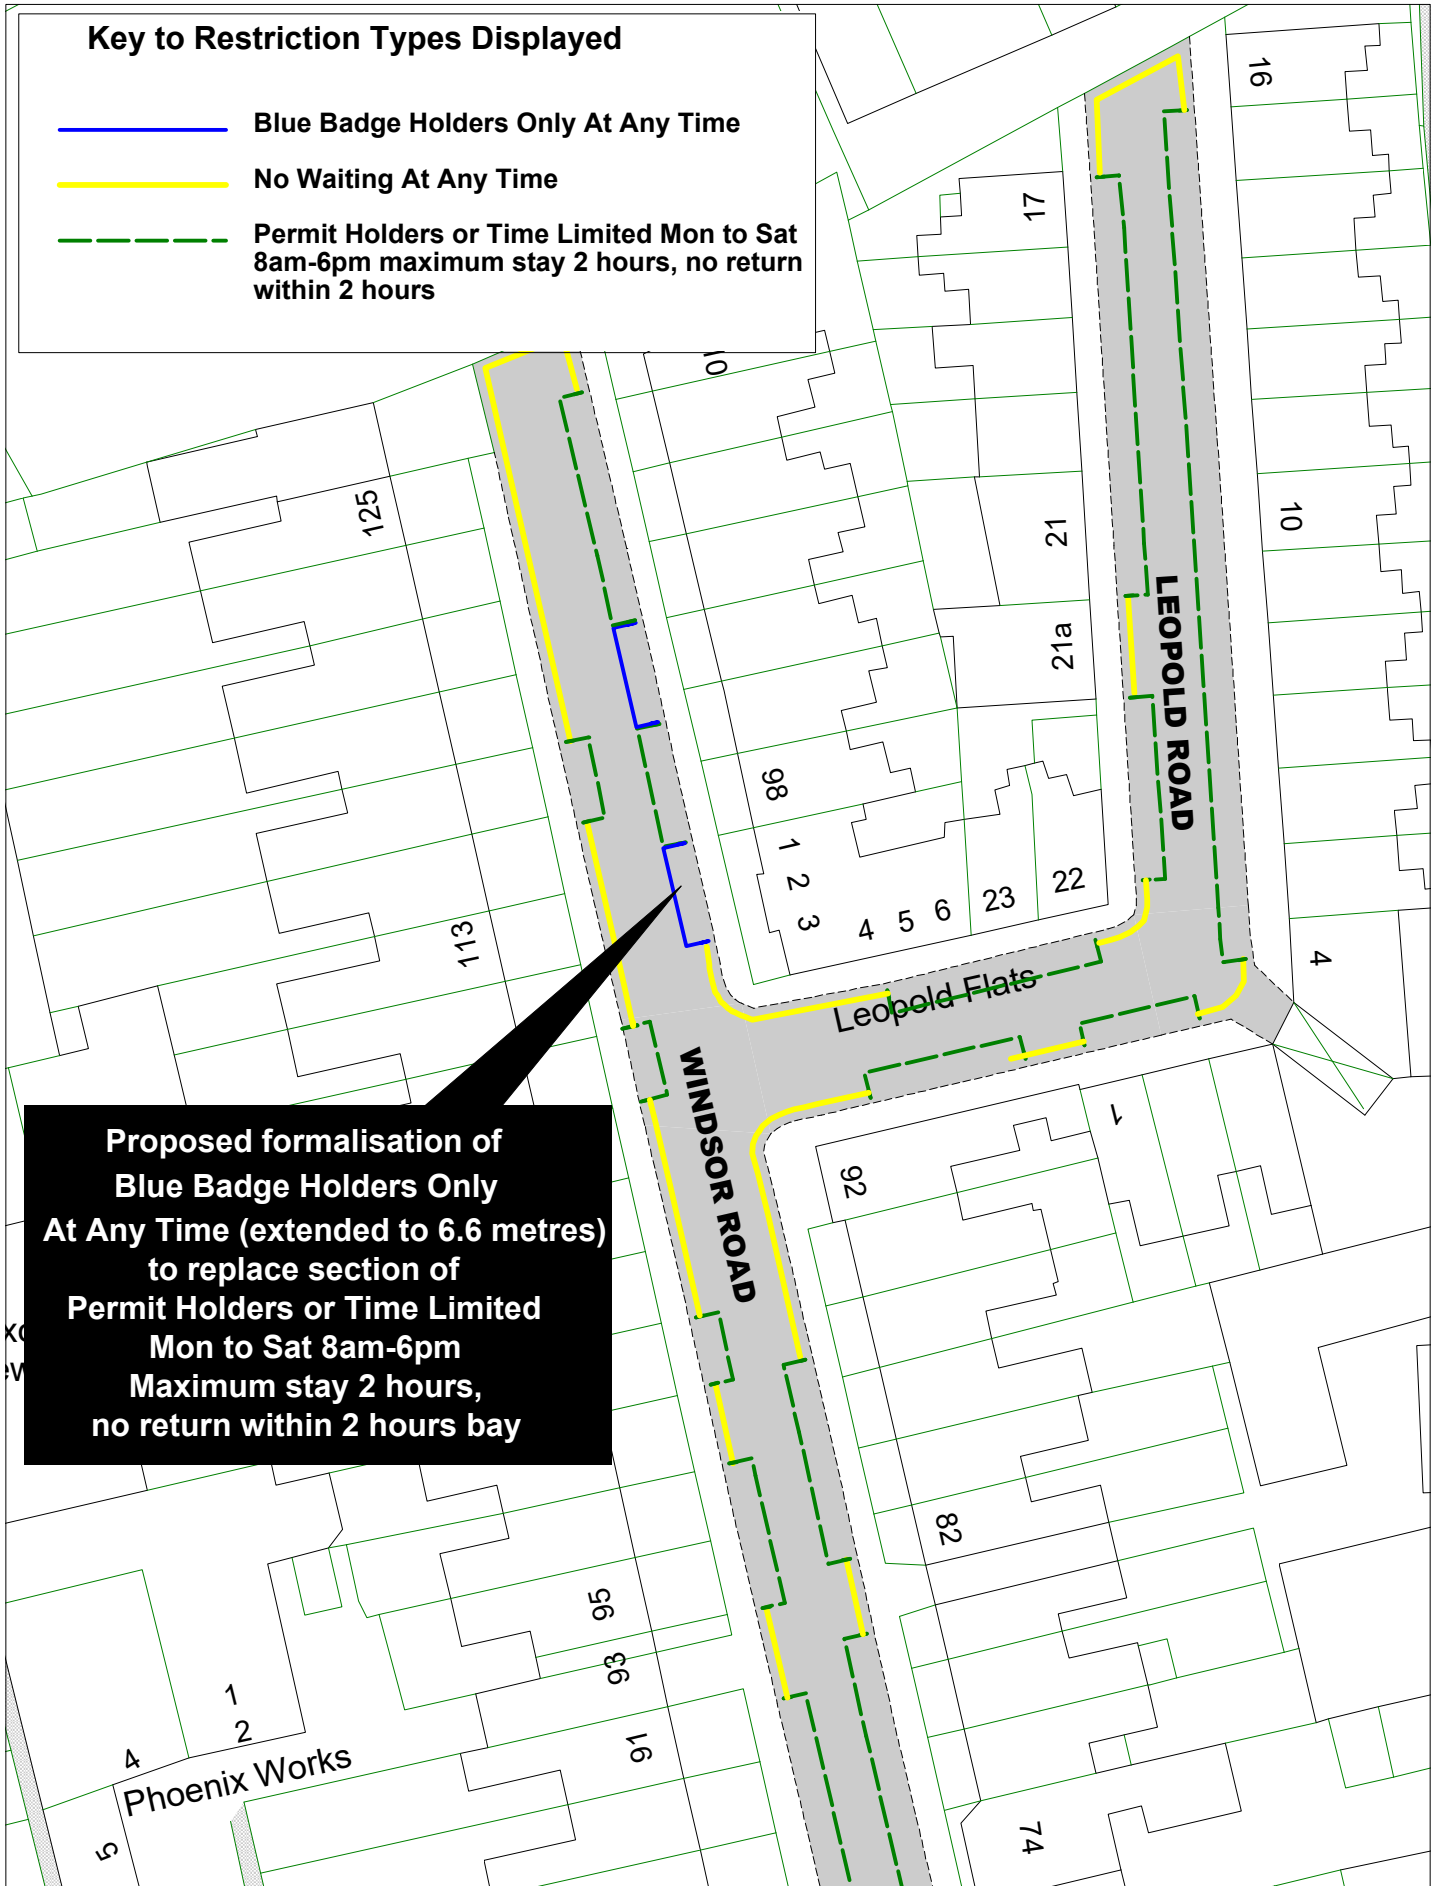 Key to Restriction Types Displayed
Blue Badge Holders Only At Any Time
No Waiting At Any Time
Permit Holders or Time Limited Mon to Sat
8am-6pm maximum stay 2 hours, no return
within 2 hours
16
17
125
21
10
21a
LEOPOLD ROAD
98
1
2
3
4
5
6
23
22
113
4
Leopold Flats
WINDSOR ROAD
1
92
Proposed formalisation of
Blue Badge Holders Only
At Any Time (extended to 6.6 metres)
to replace section of
Permit Holders or Time Limited
Mon to Sat 8am-6pm
Maximum stay 2 hours,
no return within 2 hours bay
82
95
93
91
1
2
4
Phoenix Works
5
74